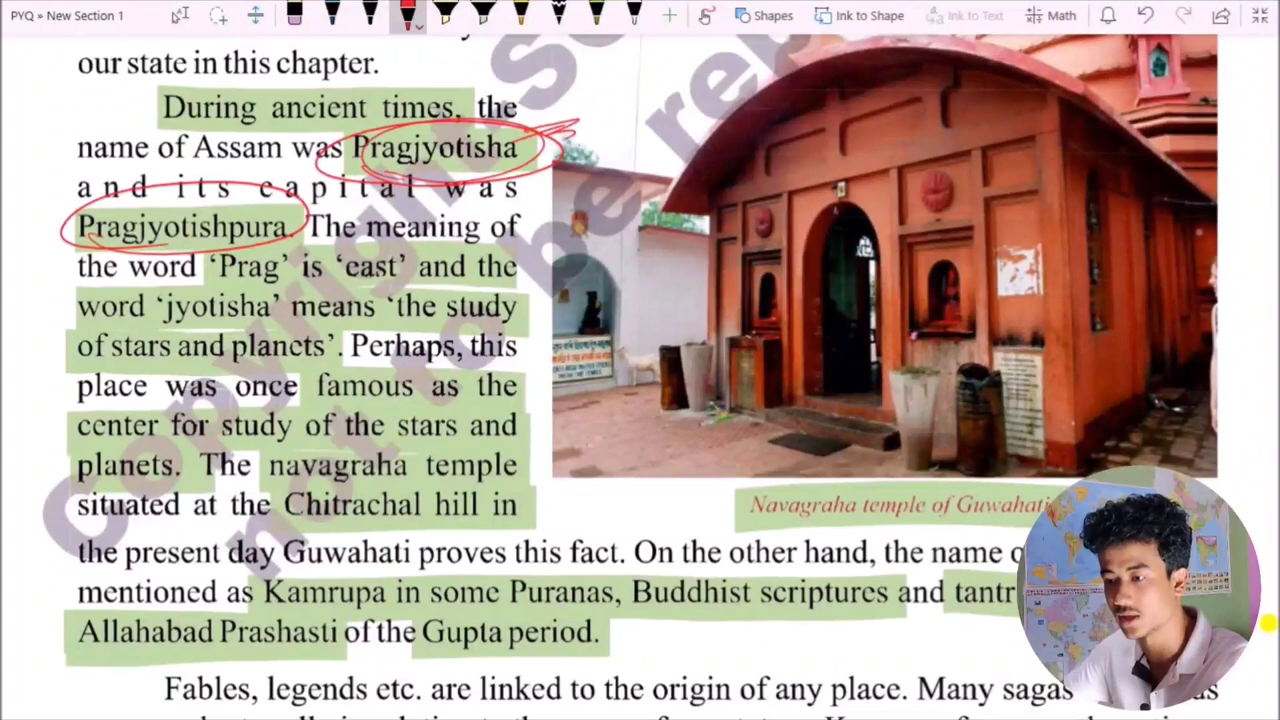 PYQ » New Section 1
Shapes
Ink to Shape
Ink to Text
Math
our state in this chapter.
During ancient times, the
name of Assam was Pragjyotisha
and its capital was
Pragjyotishpura. The meaning of
the word ‘Prag’ is ‘east’ and the
word ‘jyotisha’ means ‘the study
of stars and planets’. Perhaps, this
place was once famous as the
center for study of the stars and
planets. The navagraha temple
situated at the Chitrachal hill in
Navagraha temple of Guwahati
the present day Guwahati proves this fact. On the other hand, the name
mentioned as Kamrupa in some Puranas, Buddhist scriptures and
Allahabad Prashasti of the Gupta period.
Fables, legends etc. are linked to the origin of any place. Many sagas